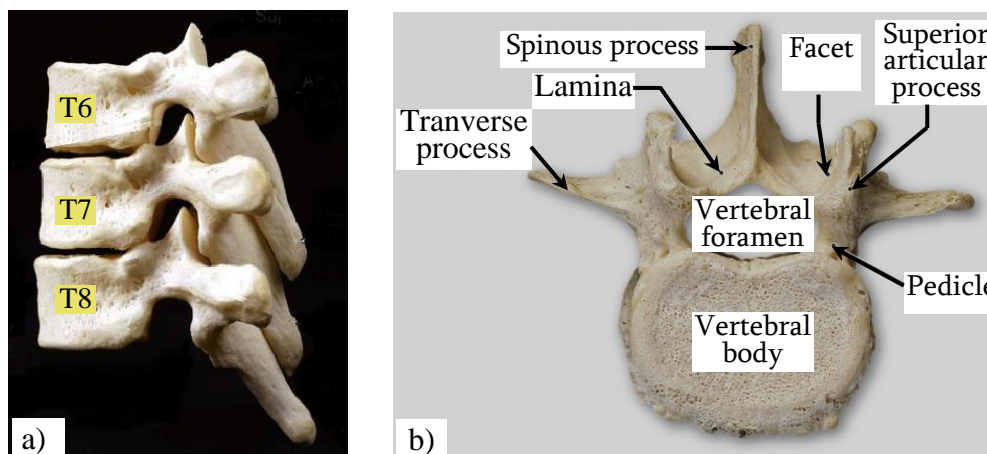 T6
T7
T8
a)
Spinous process
Lamina
Tranverse
process
Facet
Superior
articular
process
Vertebral
foramen
Pedicle
Vertebral
body
b)